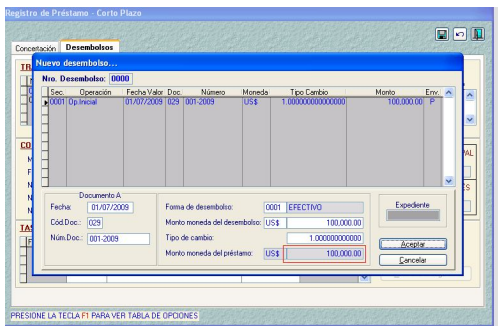 Registro de Préstamo - Corto Plazo
Concertación Desembolsos
Nuevo desembolso...
Nro. Desembolso: 0000
Sec. Operación Fecha Valor Doc. Número Moneda Tipo Cambio Monto Env.
0001 Op.Inicial 01/07/2009 029 001-2009 US$ 1.000000000000000 100,000.00 P
Documento A
Fecha: 01/07/2009
Cód.Doc.: 029
Núm.Doc.: 001-2009
Forma de desembolso: 0001 EFECTIVO
Monto moneda del desembolso: US$ 100,000.00
Tipo de cambio: 1.000000000000
Monto moneda del préstamo: US$ 100,000.00
Expediente
Aceptar
Cancelar
PRESIONE LA TECLA F1 PARA VER TABLA DE OPCIONES